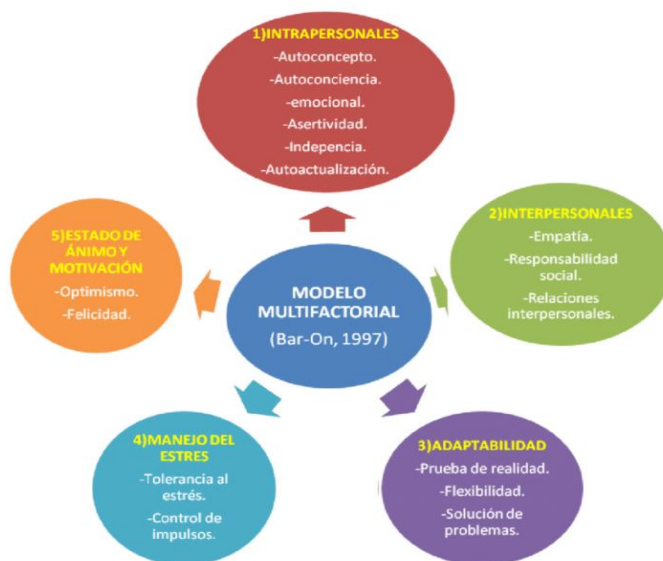 1)INTRAPERSONALES
-Autoconcepto.
-Autoconciencia.
-emocional.
-Asertividad.
-Indepencia.
-Autoactualización.
2)INTERPERSONALES
-Empatía.
-Responsabilidad
social.
-Relaciones
interpersonales.
3)ADAPTABILIDAD
-Prueba de realidad.
-Flexibilidad.
-Solución de
problemas.
4)MANEJO DEL
ESTRES
-Tolerancia al
estrés.
-Control de
impulsos.
5)ESTADO DE
ÁNIMO Y
MOTIVACIÓN
-Optimismo.
-Felicidad.
MODELO
MULTIFACTORIAL
(Bar-On, 1997)